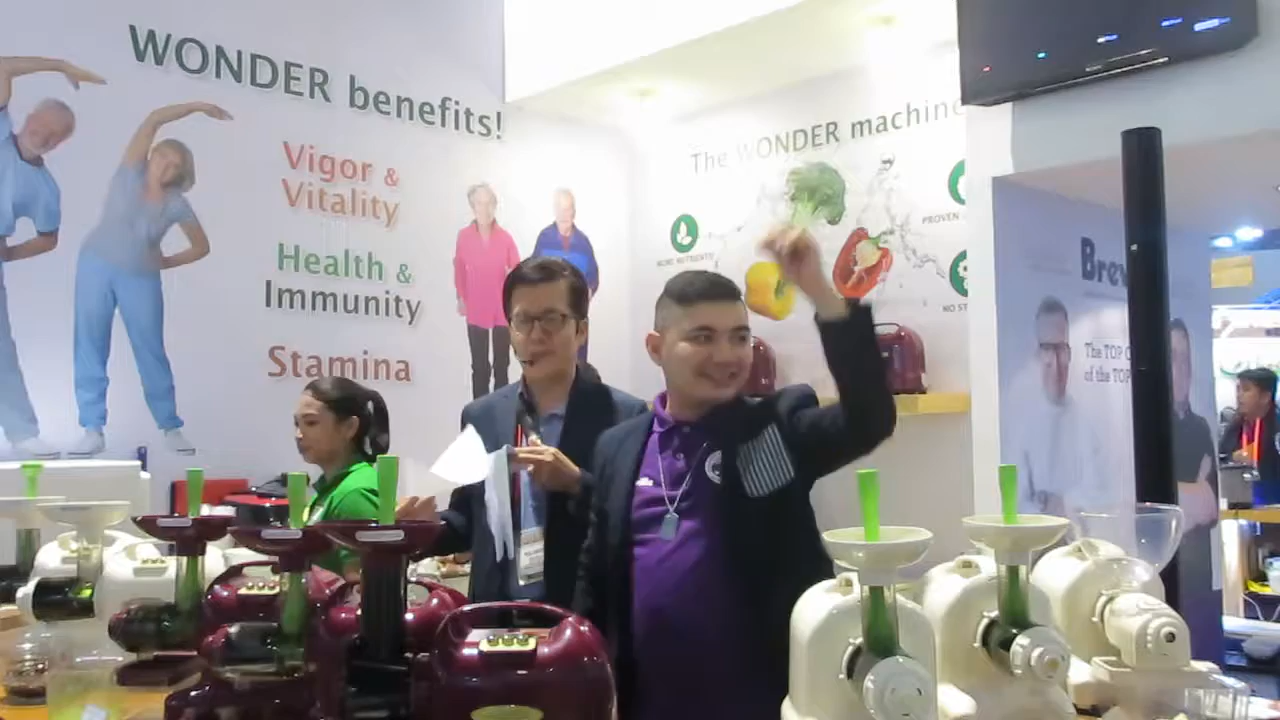 WONDER benefits!
Vigor &
Vitality
Health &
Immunity
Stamina
The WONDER machine
MORE NUTRIENTS
PROVEN
NO ST
Brev
The TOP
of the TOP